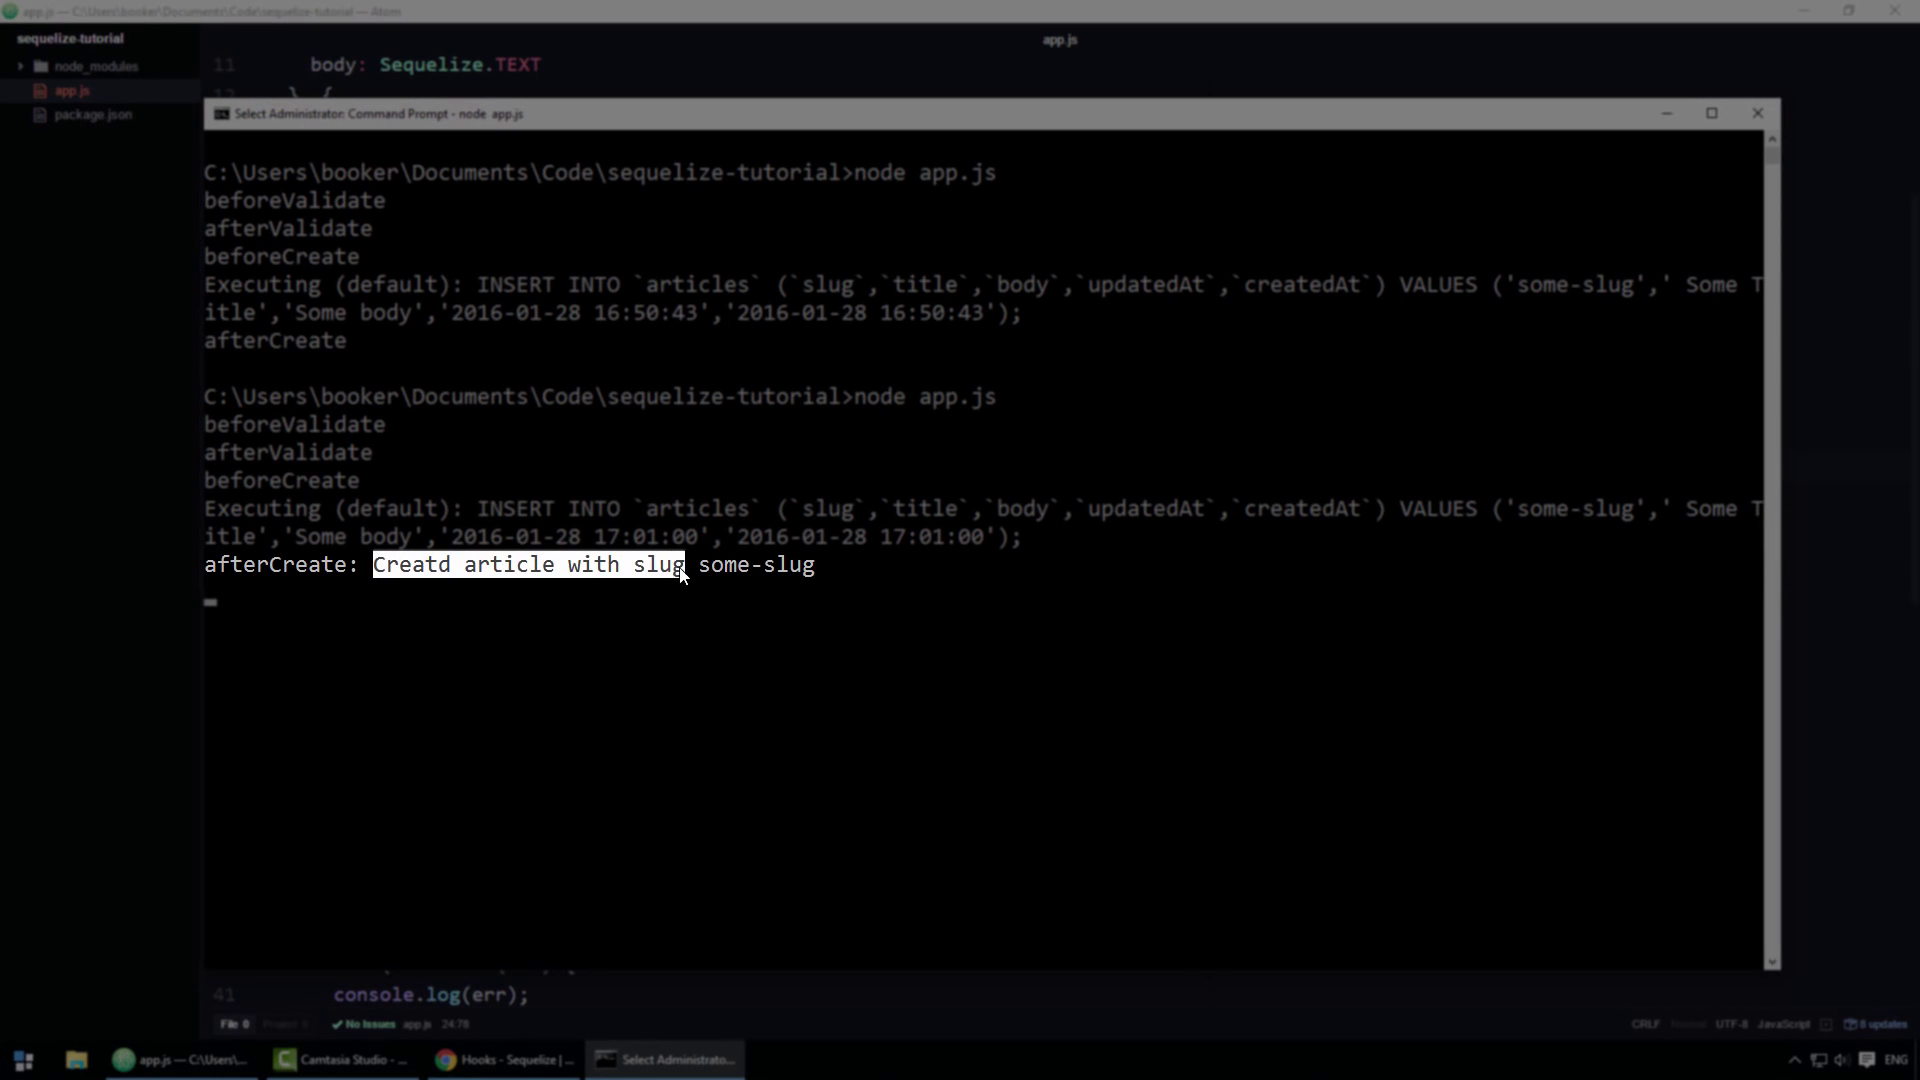 app.js — C:\Users\booker\Documents\Code\sequelize-tutorial — Atom
sequelize-tutorial
node_modules
app.js
package.json
app.js
11 body: Sequelize.TEXT
12 }, {
Select Administrator: Command Prompt - node app.js
C:\Users\booker\Documents\Code\sequelize-tutorial>node app.js
beforeValidate
afterValidate
beforeCreate
Executing (default): INSERT INTO `articles` (`slug`,`title`,`body`,`updatedAt`,`createdAt`) VALUES ('some-slug',' Some T
itle','Some body','2016-01-28 16:50:43','2016-01-28 16:50:43');
afterCreate
C:\Users\booker\Documents\Code\sequelize-tutorial>node app.js
beforeValidate
afterValidate
beforeCreate
Executing (default): INSERT INTO `articles` (`slug`,`title`,`body`,`updatedAt`,`createdAt`) VALUES ('some-slug',' Some T
itle','Some body','2016-01-28 17:01:00','2016-01-28 17:01:00');
afterCreate: Creatd article with slug some-slug
41 console.log(err);
File 0 Project 0 No Issues app.js 24:78 CRLF UTF-8 JavaScript 8 updates
app.js — C:\Users\... Camtasia Studio - ... Hooks - Sequelize | ... Select Administrato... ENG